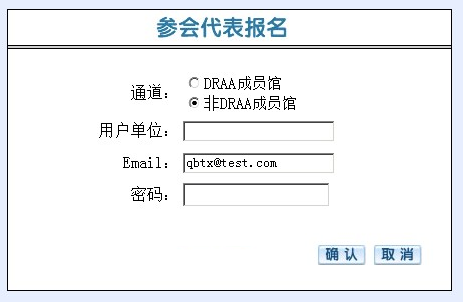 参会代表报名
通道： DRAA成员馆
非DRAA成员馆
用户单位：
Email： qbtx@test.com
密码：
确 认 取 消